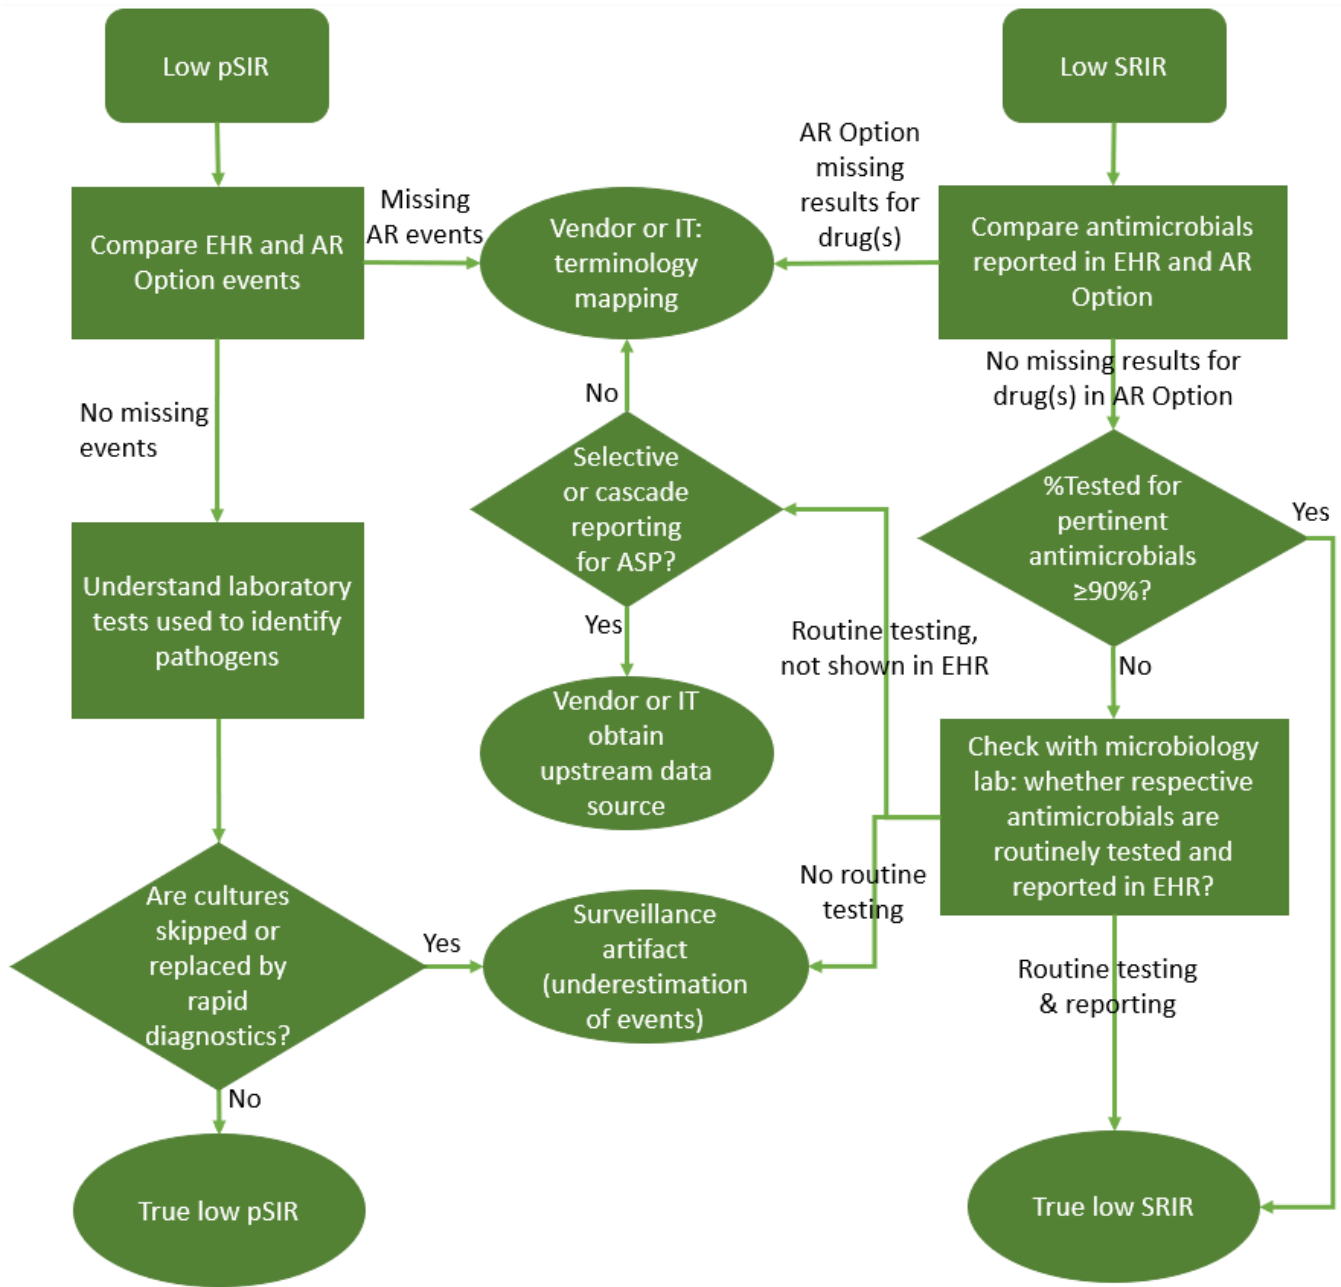 Low pSIR
Low SRIR
Compare EHR and AR
Option events
Missing
AR events
Vendor or IT:
terminology
mapping
AR Option
missing
results for
drug(s)
Compare antimicrobials
reported in EHR and AR
Option
No missing
events
No
No missing results for
drug(s) in AR Option
Selective
or cascade
reporting
for ASP?
%Tested for
pertinent
antimicrobials
≥90%?
Yes
Understand laboratory
tests used to identify
pathogens
Yes
Routine testing,
not shown in EHR
No
Vendor or IT
obtain
upstream data
source
Check with microbiology
lab: whether respective
antimicrobials are
routinely tested and
reported in EHR?
Are cultures
skipped or
replaced by
rapid
diagnostics?
Yes
Surveillance
artifact
(underestimation
of events)
No routine
testing
Routine testing
& reporting
No
True low pSIR
True low SRIR